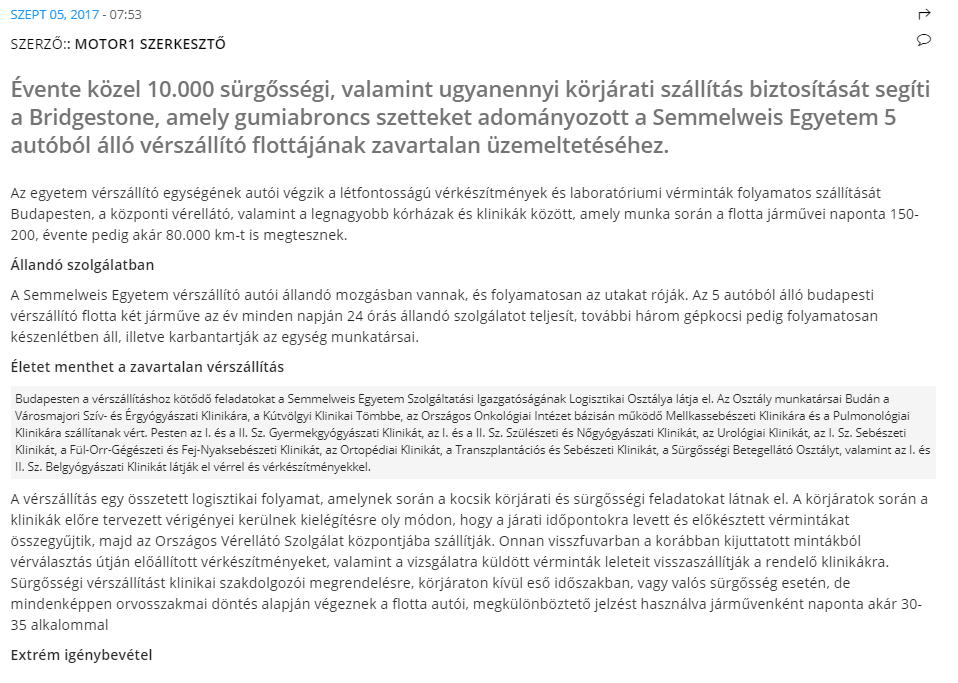 SZEPT 05, 2017 - 07:53
SZERZŐ:: MOTOR1 SZERKESZTŐ
Évente közel 10.000 sürgősségi, valamint ugyanennyi körjárati szállítás biztosítását segíti
a Bridgestone, amely gumiabroncs szetteket adományozott a Semmelweis Egyetem 5
autóból álló vérszállító flottájának zavartalan üzemeltetéséhez.
Az egyetem vérszállító egységének autói végzik a létfontosságú vérkészítmények és laboratóriumi vérminták folyamatos szállítását
Budapesten, a központi vérellátó, valamint a legnagyobb kórházak és klinikák között, amely munka során a flotta járművei naponta 150-
200, évente pedig akár 80.000 km-t is megtesznek.
Állandó szolgálatban
A Semmelweis Egyetem vérszállító autói állandó mozgásban vannak, és folyamatosan az utakat róják. Az 5 autóból álló budapesti
vérszállító flotta két járműve az év minden napján 24 órás állandó szolgálatot teljesít, további három gépkocsi pedig folyamatosan
készenlétben áll, illetve karbantartják az egység munkatársai.
Életet menthet a zavartalan vérszállítás
Budapesten a vérszállításhoz kötődő feladatokat a Semmelweis Egyetem Szolgáltatási Igazgatóságának Logisztikai Osztálya látja el. Az Osztály munkatársai Budán a
Városmajori Szív- és Érgyógyászati Klinikára, a Kútvölgyi Klinikai Tömbbe, az Országos Onkológiai Intézet bázisán működő Mellkassebészeti Klinikára és a Pulmonológiai
Klinikára szállítanak vért. Pesten az I. és a II. Sz. Gyermekgyógyászati Klinikát, az I. és a II. Sz. Szülészeti és Nőgyógyászati Klinikát, az Urológiai Klinikát, az I. Sz. Sebészeti
Klinikát, a Fül-Orr-Gégészeti és Fej-Nyaksebészeti Klinikát, az Ortopédiai Klinikát, a Transzplantációs és Sebészeti Klinikát, a Sürgősségi Betegellátó Osztályt, valamint az I. és
II. Sz. Belgyógyászati Klinikát látják el vérrel és vérkészítményekkel.
A vérszállítás egy összetett logisztikai folyamat, amelynek során a kocsik körjárati és sürgősségi feladatokat látnak el. A körjáratok során a
klinikák előre tervezett vérigényei kerülnek kielégítésre oly módon, hogy a járati időpontokra levett és előkésztett vérmintákat
összegyűjtik, majd az Országos Vérellátó Szolgálat központjába szállítják. Onnan visszfuvarban a korábban kijuttatott mintákból
vérválasztás útján előállított vérkészítményeket, valamint a vizsgálatra küldött vérminták leleteit visszaszállítják a rendelő klinikákra.
Sürgősségi vérszállítást klinikai szakdolgozói megrendelésre, körjáraton kívül eső időszakban, vagy valós sürgősség esetén, de
mindenképpen orvosszakmai döntés alapján végeznek a flotta autói, megkülönböztető jelzést használva járművenként naponta akár 30-
35 alkalommal
Extrém igénybevétel